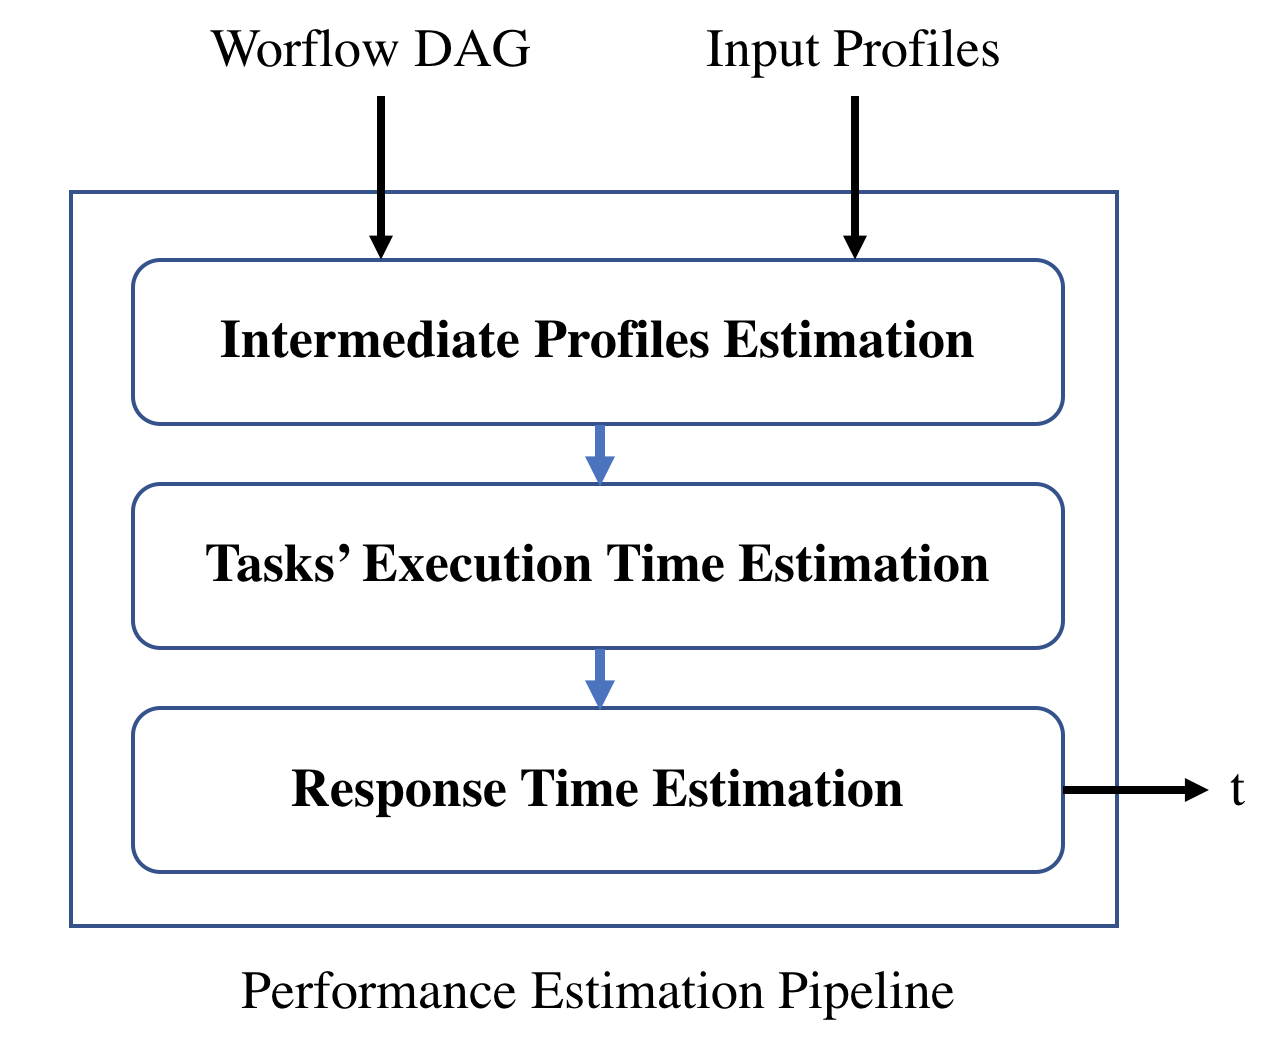 Worflow DAG
Input Profiles
Intermediate Profiles Estimation
Tasks’ Execution Time Estimation
Response Time Estimation
t
Performance Estimation Pipeline